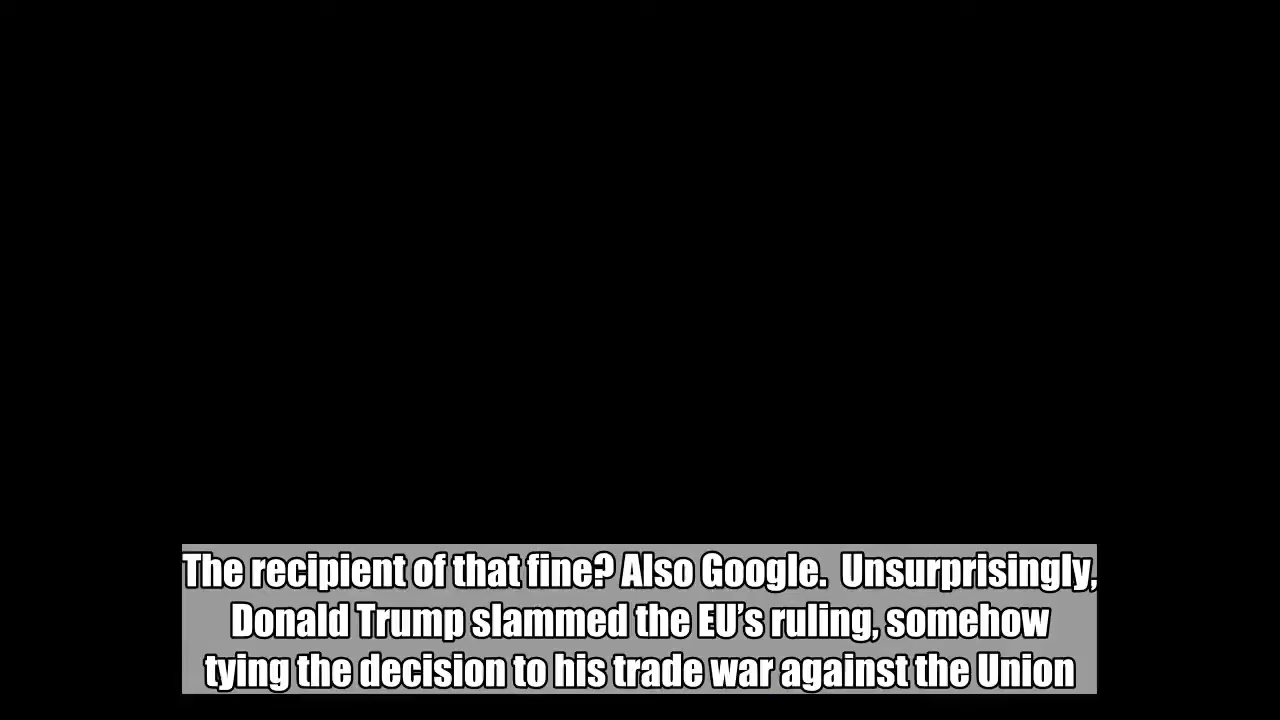 The recipient of that fine? Also Google.  Unsurprisingly,
Donald Trump slammed the EU’s ruling, somehow
tying the decision to his trade war against the Union